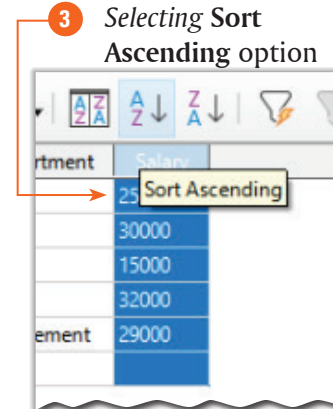 3 Selecting Sort
Ascending option
A Z Z A
A Z
Z A
rtment Salary
25
Sort Ascending
30000
15000
32000
ement 29000